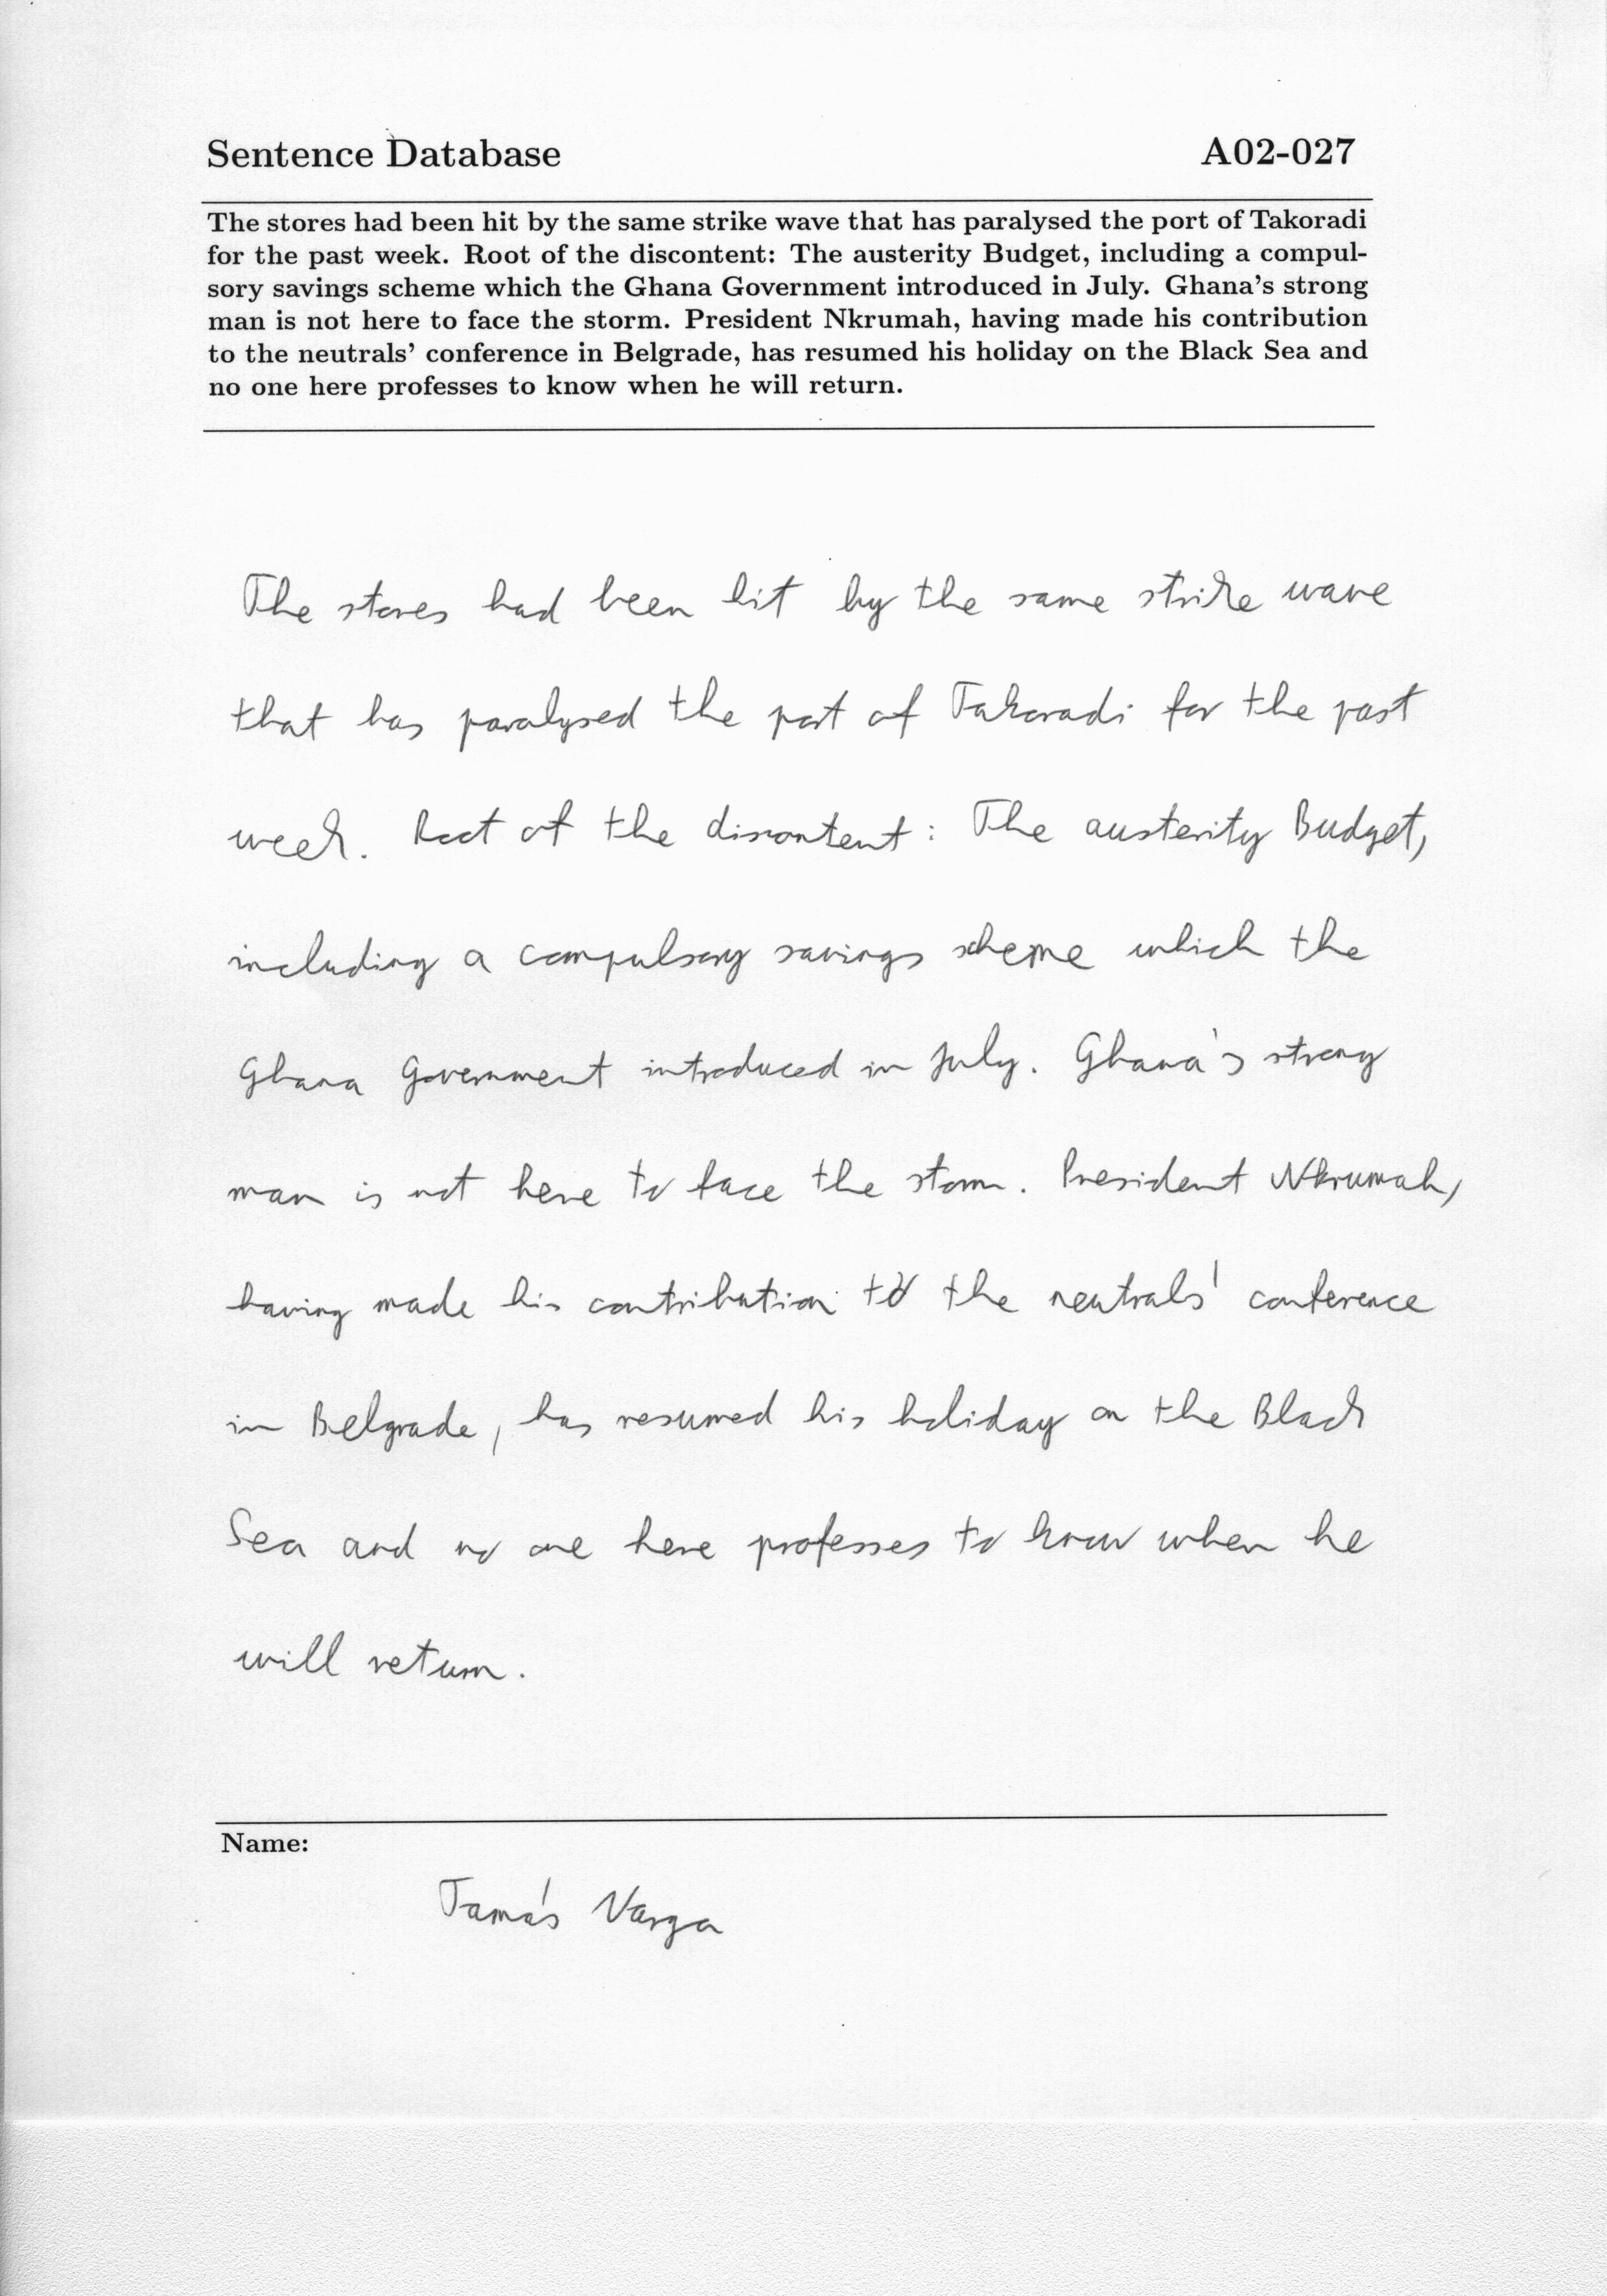 Sentence Database A02-027
The stores had been hit by the same strike wave that has paralysed the port of Takoradi
for the past week. Root of the discontent: The austerity Budget, including a compul-
sory savings scheme which the Ghana Government introduced in July. Ghana's strong
man is not here to face the storm. President Nkrumah, having made his contribution
to the neutrals' conference in Belgrade, has resumed his holiday on the Black Sea and
no one here professes to know when he will return.
The stores had been hit by the same strike wave
that has paralysed the port of Takoradi for the past
week. Root of the discontent: The austerity Budget,
including a compulsory savings scheme which the
Ghana Government introduced in July. Ghana's strong
man is not here to face the storm. President Nkrumah,
having made his contribution to the neutrals' conference
in Belgrade, has resumed his holiday on the Black
Sea and no one here professes to know when he
will return.
Name:
Tamás Varga